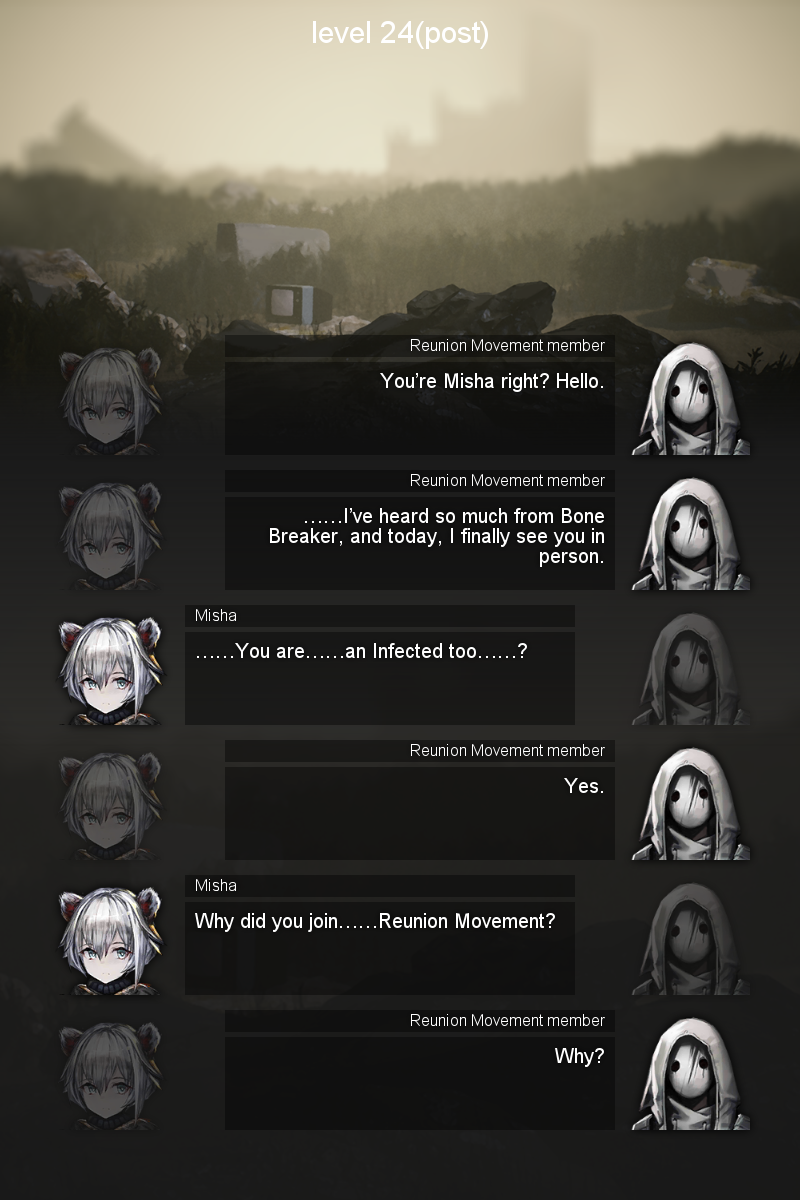 level 24(post)
Reunion Movement member
You're Misha right? Hello.
Reunion Movement member
……I've heard so much from Bone
Breaker, and today, I finally see you in
person.
Misha
……You are……an Infected too……?
Reunion Movement member
Yes.
Misha
Why did you join……Reunion Movement?
Reunion Movement member
Why?